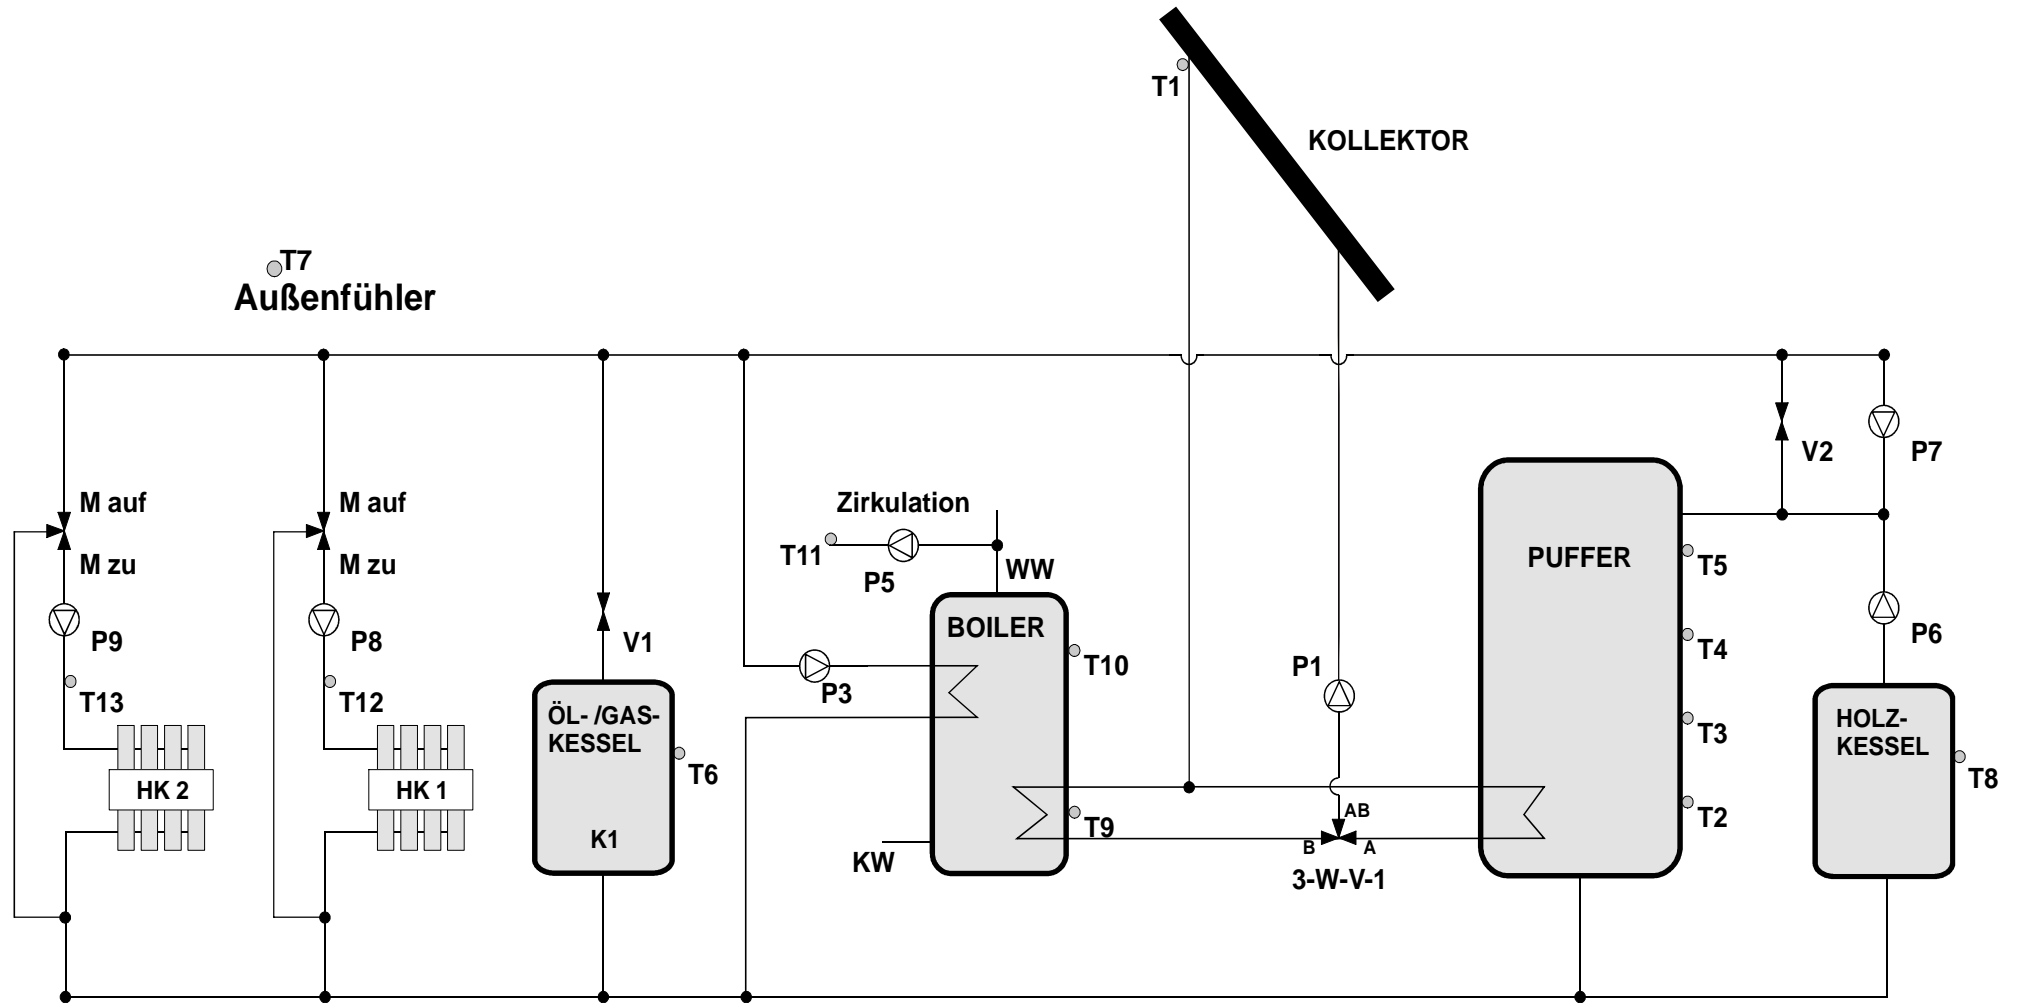 T1
KOLLEKTOR
T7
Außenfühler
M auf
M auf
Zirkulation
V2
P7
T11
P5
WW
PUFFER
T5
M zu
M zu
P9
P8
V1
BOILER
T10
P3
P1
T4
P6
T13
T12
ÖL- /GAS-
KESSEL
T6
T3
HOLZ-
KESSEL
T8
HK 2
HK 1
K1
KW
T9
AB
B
A
3-W-V-1
T2